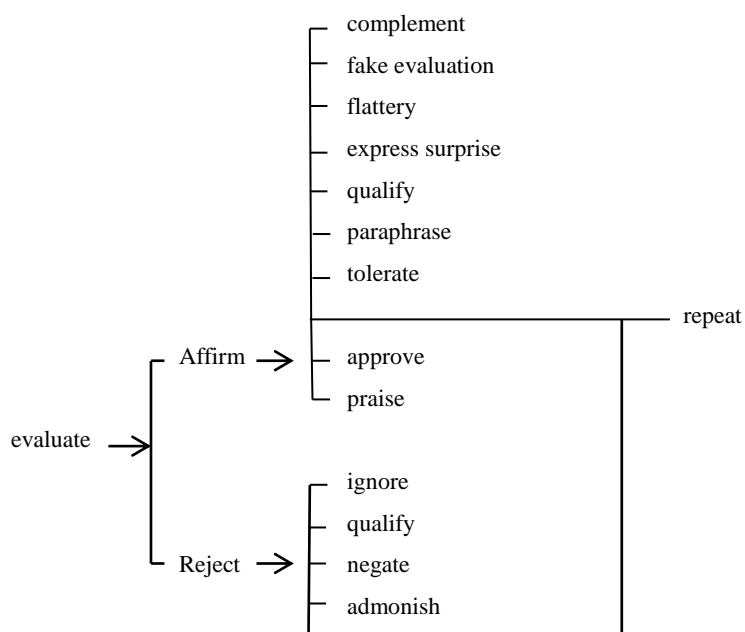 complement
fake evaluation
flattery
express surprise
qualify
paraphrase
tolerate
repeat
Affirm
approve
praise
evaluate
ignore
qualify
Reject
negate
admonish